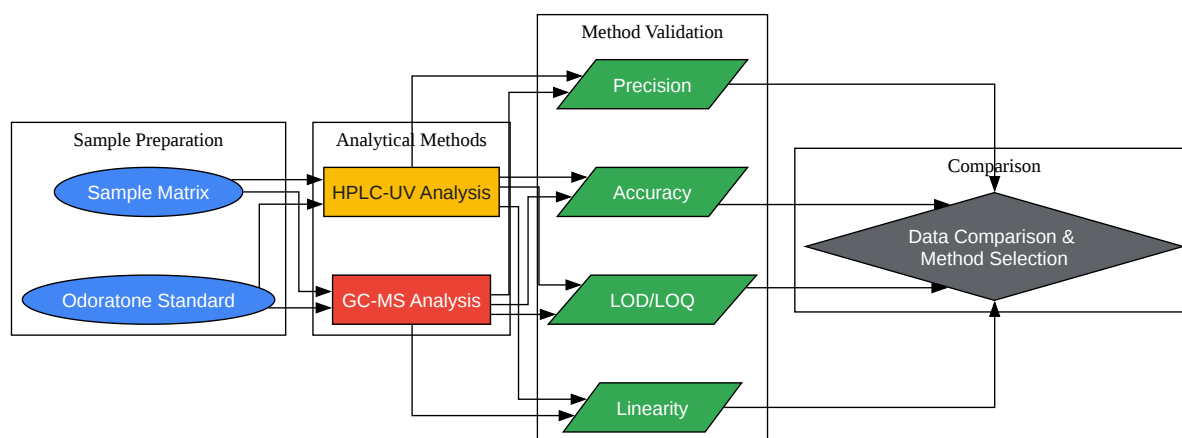 Sample Preparation
Sample Matrix
Odoratone Standard
Analytical Methods
HPLC-UV Analysis
GC-MS Analysis
Method Validation
Precision
Accuracy
LOD/LOQ
Linearity
Comparison
Data Comparison &
Method Selection